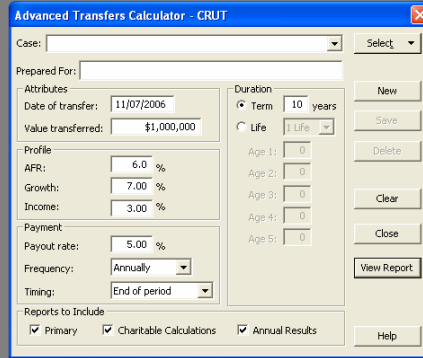 Advanced Transfers Calculator - CRUT
Case:
Select
Prepared For:
Attributes
Date of transfer: 11/07/2006
Value transferred: $1,000,000
Duration
Term 10 years
Life 1 Life
Age 1: 0
Age 2: 0
Age 3: 0
Age 4: 0
Age 5: 0
New
Save
Delete
Clear
Close
View Report
Help
Profile
AFR: 6.0 %
Growth: 7.00 %
Income: 3.00 %
Payment
Payout rate: 5.00 %
Frequency: Annually
Timing: End of period
Reports to Include
Primary
Charitable Calculations
Annual Results